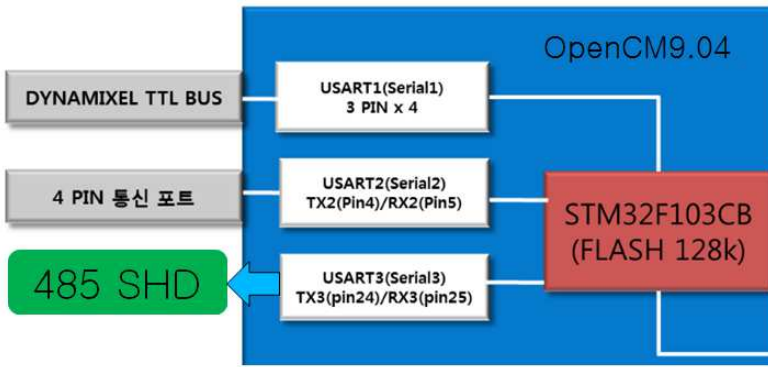 OpenCM9.04
DYNAMIXEL TTL BUS
USART1(Serial1)
3 PIN x 4
4 PIN 통신 포트
USART2(Serial2)
TX2(Pin4)/RX2(Pin5)
STM32F103CB
(FLASH 128k)
485 SHD
USART3(Serial3)
TX3(pin24)/RX3(pin25)